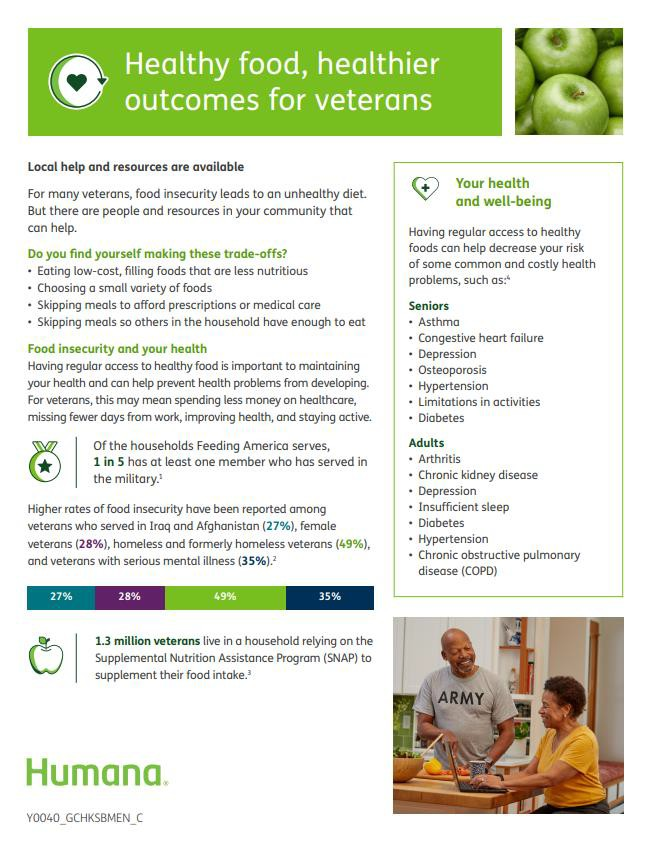 Healthy food, healthier
outcomes for veterans
Local help and resources are available
For many veterans, food insecurity leads to an unhealthy diet.
But there are people and resources in your community that
can help.
Do you find yourself making these trade-offs?
• Eating low-cost, filling foods that are less nutritious
• Choosing a small variety of foods
• Skipping meals to afford prescriptions or medical care
• Skipping meals so others in the household have enough to eat
Food insecurity and your health
Having regular access to healthy food is important to maintaining
your health and can help prevent health problems from developing.
For veterans, this may mean spending less money on healthcare,
missing fewer days from work, improving health, and staying active.
Of the households Feeding America serves,
1 in 5 has at least one member who has served in
the military.1
Higher rates of food insecurity have been reported among
veterans who served in Iraq and Afghanistan (27%), female
veterans (28%), homeless and formerly homeless veterans (49%),
and veterans with serious mental illness (35%).2
27% 28% 49% 35%
1.3 million veterans live in a household relying on the
Supplemental Nutrition Assistance Program (SNAP) to
supplement their food intake.3
Humana®
Y0040_GCHKSBMEN_C
Your health
and well-being
Having regular access to healthy
foods can help decrease your risk
of some common and costly health
problems, such as:4
Seniors
• Asthma
• Congestive heart failure
• Depression
• Osteoporosis
• Hypertension
• Limitations in activities
• Diabetes
Adults
• Arthritis
• Chronic kidney disease
• Depression
• Insufficient sleep
• Diabetes
• Hypertension
• Chronic obstructive pulmonary
disease (COPD)
ARMY